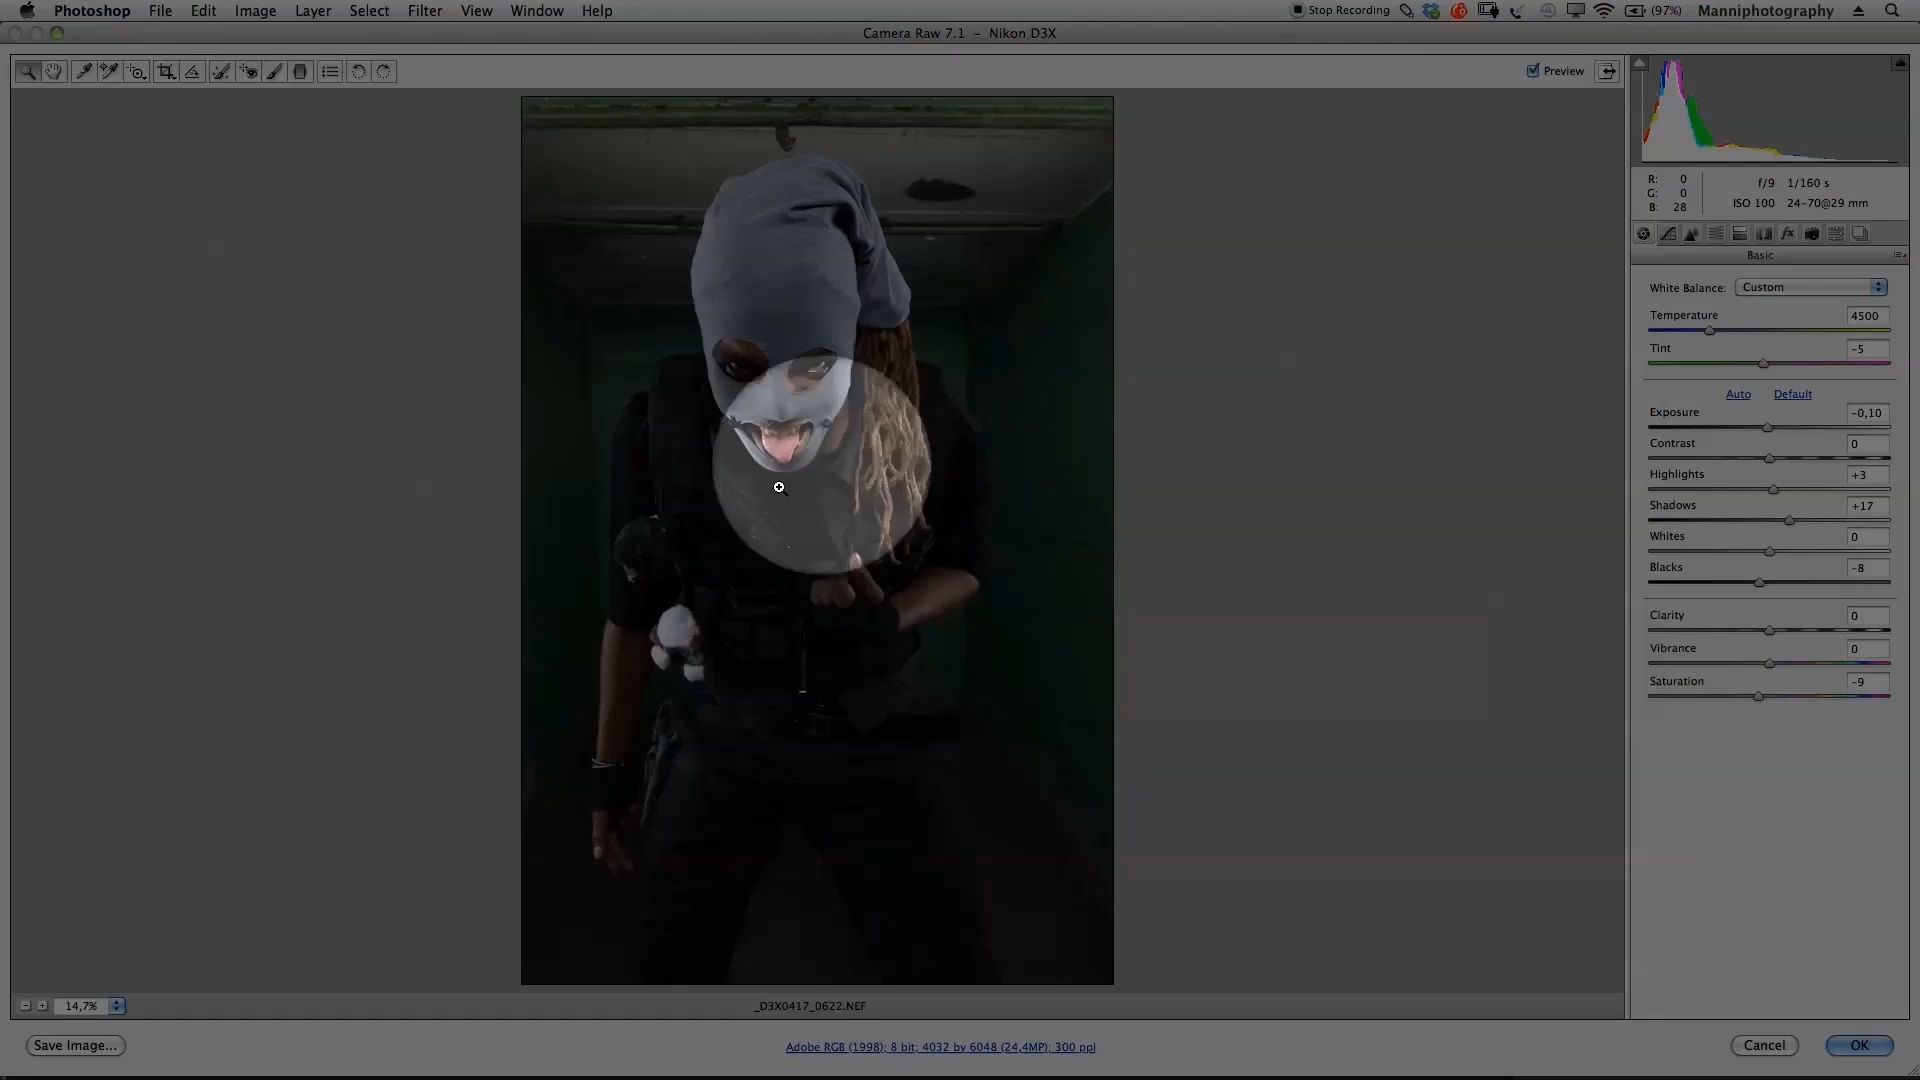 Photoshop File Edit Image Layer Select Filter View Window Help Stop Recording (97%) Manniphotography
Camera Raw 7.1 - Nikon D3X
Preview
R: 0
G: 0
B: 28
f/9 1/160 s
ISO 100 24-70@29 mm
fx
Basic
White Balance: Custom
Temperature 4500
Tint -5
Auto Default
Exposure -0,10
Contrast 0
Highlights +3
Shadows +17
Whites 0
Blacks -8
Clarity 0
Vibrance 0
Saturation -9
14,7%
_D3X0417_0622.NEF
Save Image...
Adobe RGB (1998); 8 bit; 4032 by 6048 (24,4MP); 300 ppi
Cancel OK